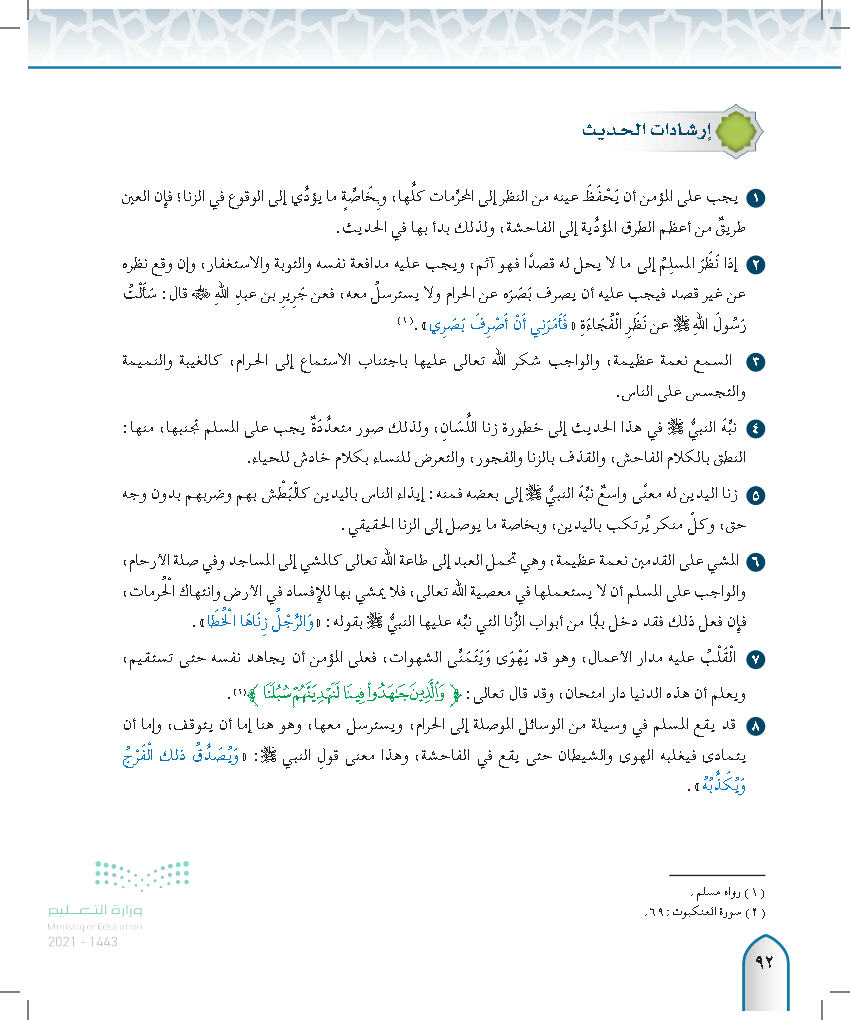 إرشادات الحديث
١ يجب على المؤمن أن يَحْفَظَ عينه من النظر إلى المحرَّمات كلِّها، وبِخَاصَّةٍ ما يؤدِّي إلى الوقوع في الزنا؛ فإن العين
طريقٌ من أعظم الطرق المؤدِّية إلى الفاحشة، ولذلك بدأ بها في الحديث.
٢ إذا نَظَرَ المسلِمُ إلى ما لا يحل له قصدًا فهو آثم، ويجب عليه مدافعة نفسه والتوبة والاستغفار، وإن وقع نظره
عن غير قصد فيجب عليه أن يصرف بَصَرَه عن الحرام ولا يسترسلُ معه، فعن جَرِيرِ بن عبدِ اللهِ ﵁ قال: سَأَلْتُ
رَسُولَ اللهِ ﷺ عن نَظَرِ الْفُجَاءَةِ «فَأَمَرَنِي أَنْ أَصْرِفَ بَصَرِي».(١)
٣ السمع نعمة عظيمة، والواجب شكر الله تعالى عليها باجتناب الاستماع إلى الحرام، كالغيبة والنميمة
والتجسس على الناس.
٤ نبَّهَ النبيُّ ﷺ في هذا الحديث إلى خطورة زنا اللِّسَانِ، ولذلك صور متعدِّدَةٌ يجب على المسلم تجنبها، منها:
النطق بالكلام الفاحش، والقذف بالزنا والفجور، والتعرض للنساء بكلام خادش للحياء.
٥ زنا اليدين له معنًى واسعٌ نبَّهَ النبيُّ ﷺ إلى بعضه فمنه: إيذاء الناس باليدين كالْبَطْش بهم وضربهم بدون وجه
حق، وكلّ منكر يُرتكب باليدين، وبخاصة ما يوصل إلى الزنا الحقيقي.
٦ المشي على القدمين نعمة عظيمة، وهي تحمل العبد إلى طاعة الله تعالى كالمشي إلى المساجد وفي صلة الأرحام،
والواجب على المسلم أن لا يستعملها في معصية الله تعالى، فلا يمشي بها للإفساد في الأرض وانتهاك الْحُرمات،
فإن فعل ذلك فقد دخل بابًا من أبواب الزِّنا التي نبَّه عليها النبيُّ ﷺ بقوله: «وَالرِّجْلُ زِنَاهَا الْخُطَا».
٧ الْقَلْبُ عليه مدار الأعمال، وهو قد يَهْوَى وَيَتَمَنَّى الشهوات، فعلى المؤمن أن يجاهد نفسه حتى تستقيم،
ويعلم أن هذه الدنيا دار امتحان، وقد قال تعالى: ﴿ وَٱلَّذِينَ جَٰهَدُوا۟ فِينَا لَنَهْدِيَنَّهُمْ سُبُلَنَا ﴾(٢).
٨ قد يقع المسلم في وسيلة من الوسائل الموصلة إلى الحرام، ويسترسل معها، وهو هنا إما أن يتوقف، وإما أن
يتمادى فيغلبه الهوى والشيطان حتى يقع في الفاحشة، وهذا معنى قول النبي ﷺ: «وَيُصَدِّقُ ذلك الْفَرْجُ
وَيُكَذِّبُهُ».
(١) رواه مسلم.
(٢) سورة العنكبوت: ٦٩.
وزارة التعليم
Ministry of Education
2021 - 1443
٩٢